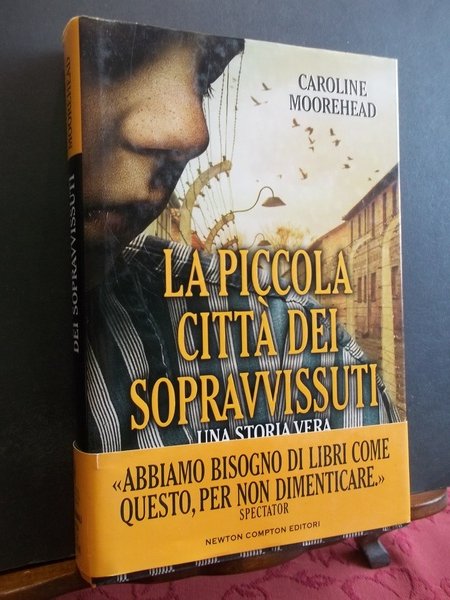 CAROLINE
MOOREHEAD
LA PICCOLA
CITTÀ DEI
SOPRAVVISSUTI
UNA STORIA VERA
«ABBIAMO BISOGNO DI LIBRI COME
QUESTO, PER NON DIMENTICARE.»
SPECTATOR
NEWTON COMPTON EDITORI
DEI SOPRAVVISSUTI
MOOREHEAD